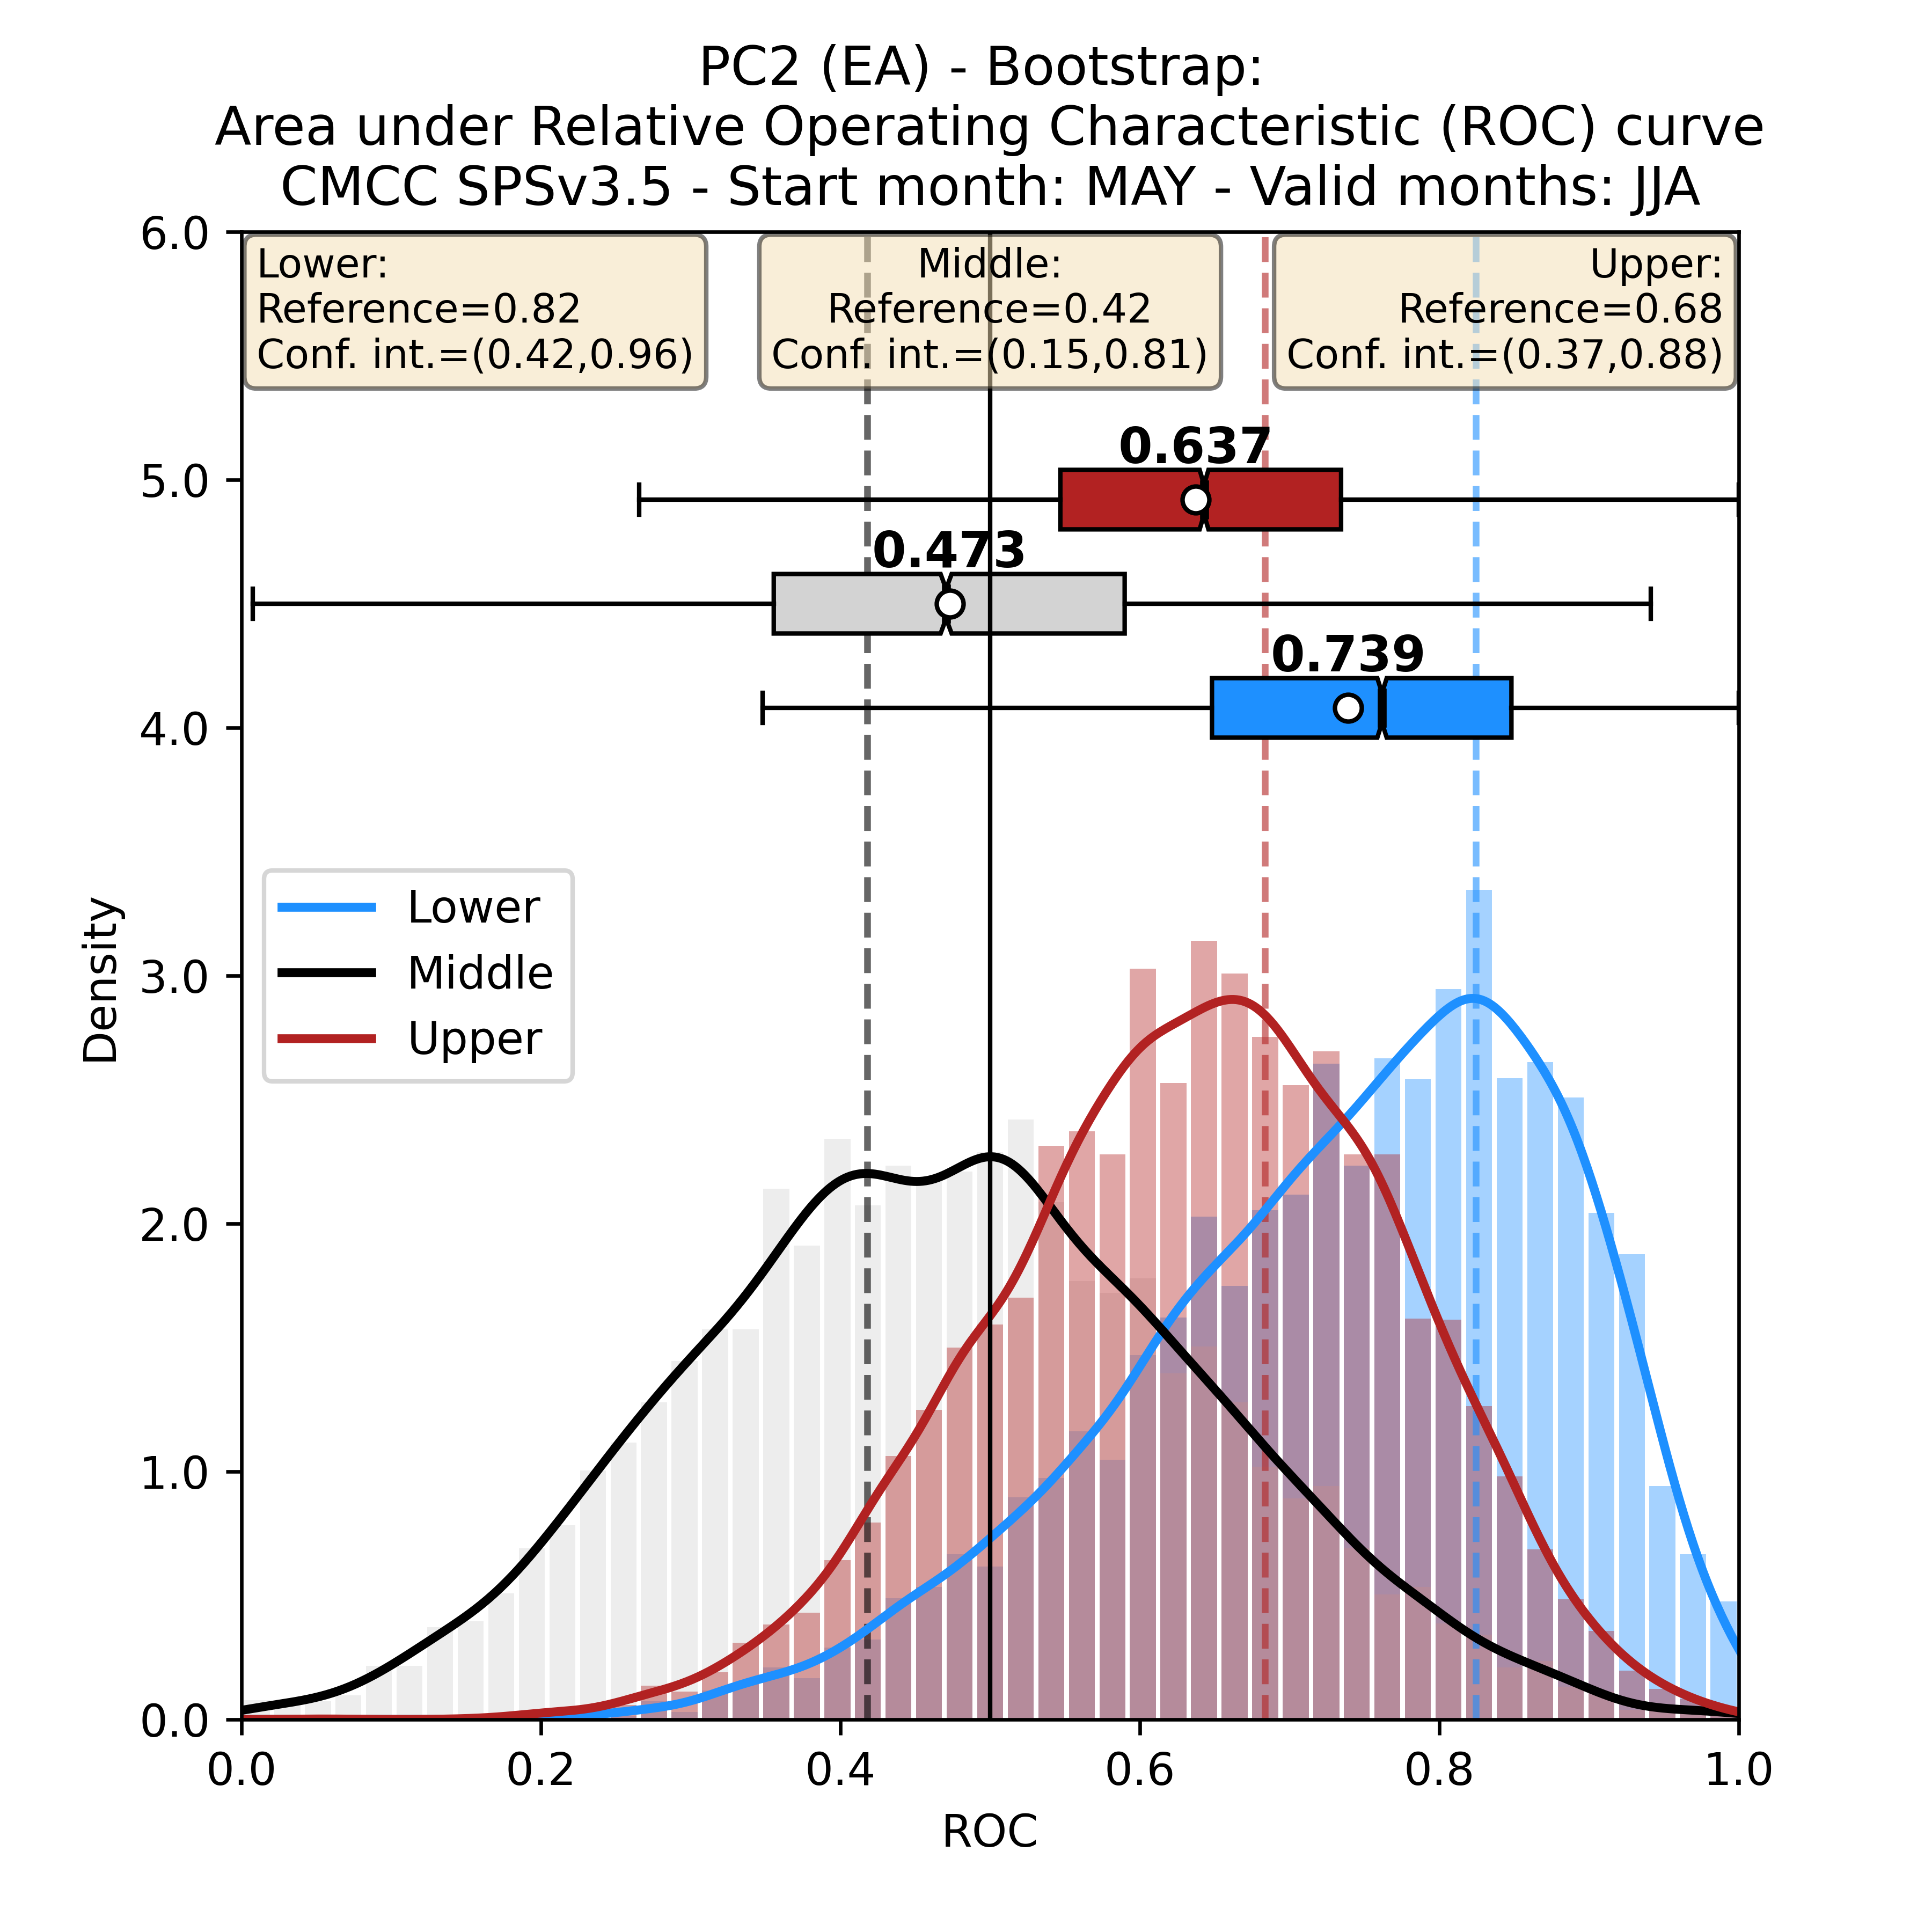 PC2 (EA) - Bootstrap:
Area under Relative Operating Characteristic (ROC) curve
CMCC SPSv3.5 - Start month: MAY - Valid months: JJA
6.0
Lower:
Reference=0.82
Conf. int.=(0.42,0.96)
Middle:
Reference=0.42
Conf. int.=(0.15,0.81)
Upper:
Reference=0.68
Conf. int.=(0.37,0.88)
0.637
5.0
0.473
0.739
4.0
Lower
Middle
Upper
Density
3.0
2.0
1.0
0.0
0.0 0.2 0.4 0.6 0.8 1.0
ROC